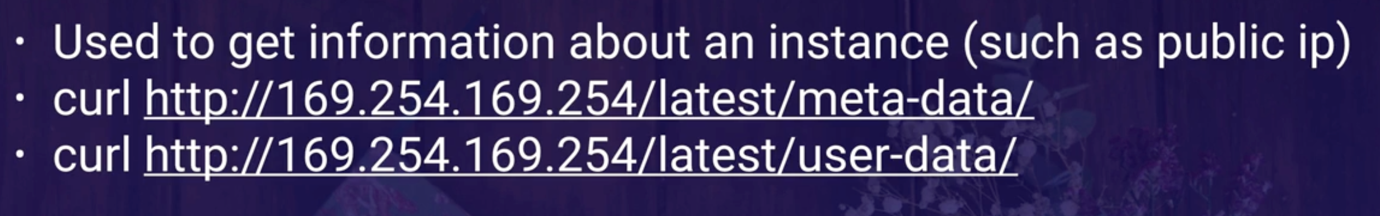 • Used to get information about an instance (such as public ip)
• curl http://169.254.169.254/latest/meta-data/
• curl http://169.254.169.254/latest/user-data/